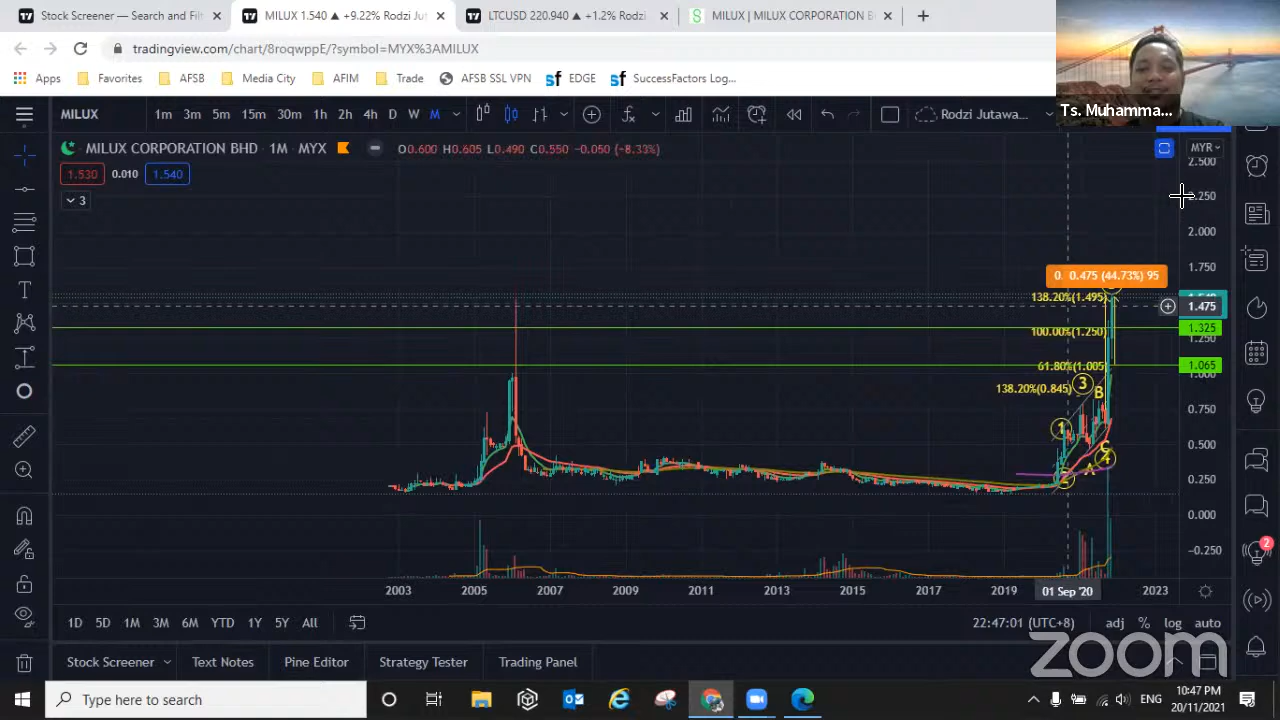 Stock Screener — Search and Filt
MILUX 1.540 ▲ +9.22% Rodzi Jut
LTCUSD 220.940 ▲ +1.2% Rodzi
MILUX | MILUX CORPORATION B
tradingview.com/chart/8roqwppE/?symbol=MYX%3AMILUX
Apps
Favorites
AFSB
Media City
AFIM
Trade
AFSB SSL VPN
EDGE
SuccessFactors Log...
Ts. Muhamma...
MILUX
1m 3m 5m 15m 30m 1h 2h 4h D W M
Rodzi Jutawa...
MILUX CORPORATION BHD · 1M · MYX
O0.600 H0.605 L0.490 C0.550 -0.050 (-8.33%)
MYR
1.530 0.010 1.540
3
2.500
2.250
2.000
1.750
0. 0.475 (44.73%) 95
138.20%(1.495)
1.475
1.325
100.00%(1.250)
1.250
61.80%(1.005)
1.065
1.000
138.20%(0.845)
3
B
0.750
1
0.500
C
4
A
2
0.250
0.000
-0.250
2003 2005 2007 2009 2011 2013 2015 2017 2019 01 Sep '20 2023
1D 5D 1M 3M 6M YTD 1Y 5Y All
22:47:01 (UTC+8)
adj % log auto
2
Stock Screener
Text Notes
Pine Editor
Strategy Tester
Trading Panel
zoom
Type here to search
ENG
10:47 PM
20/11/2021